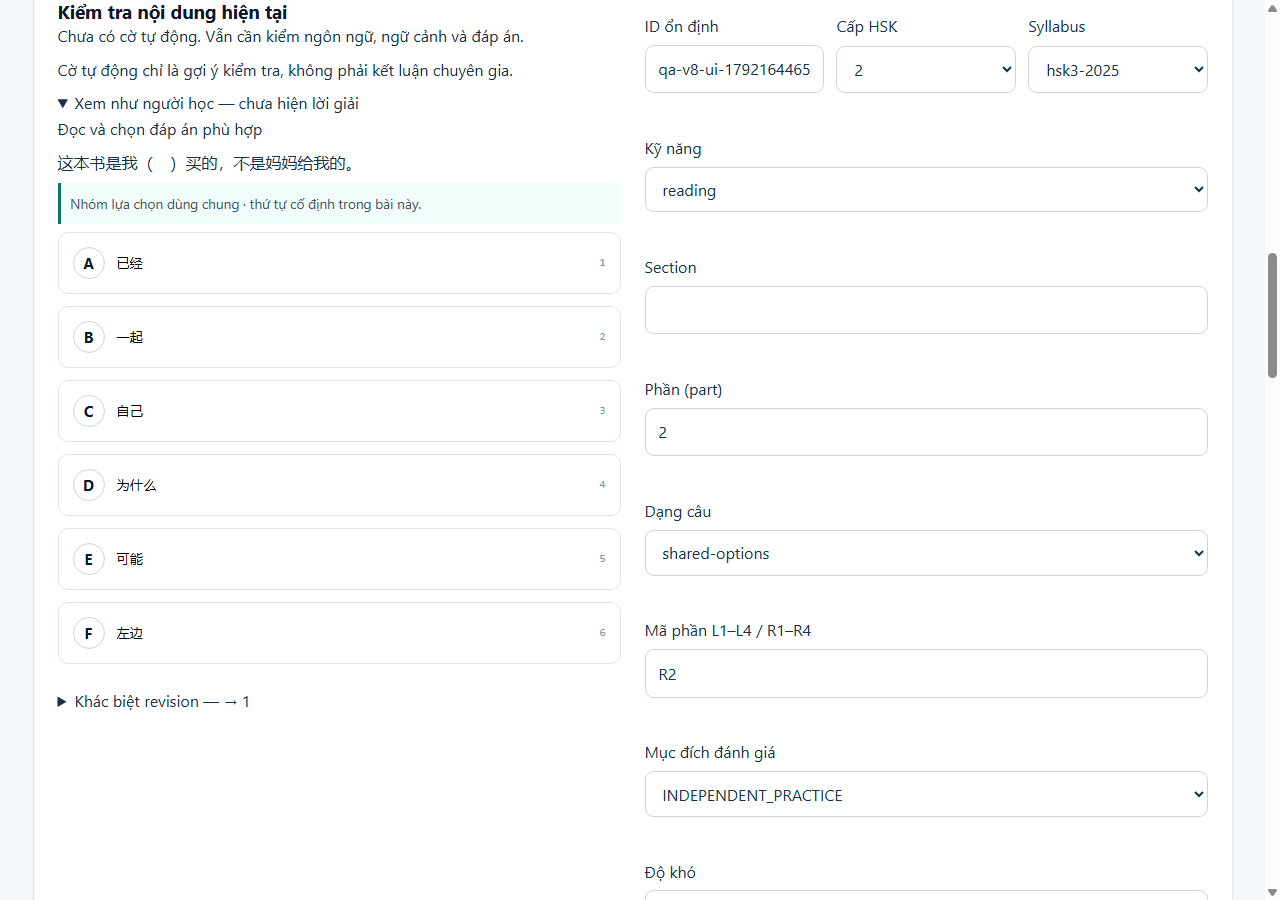 Kiểm tra nội dung hiện tại
Chưa có cờ tự động. Vẫn cần kiểm ngôn ngữ, ngữ cảnh và đáp án.
Cờ tự động chỉ là gợi ý kiểm tra, không phải kết luận chuyên gia.
▼ Xem như người học — chưa hiện lời giải
Đọc và chọn đáp án phù hợp
这本书是我（　）买的，不是妈妈给我的。
Nhóm lựa chọn dùng chung · thứ tự cố định trong bài này.
A 已经 1
B 一起 2
C 自己 3
D 为什么 4
E 可能 5
F 左边 6
▶ Khác biệt revision — → 1
ID ổn định
qa-v8-ui-1792164465
Cấp HSK
2
Syllabus
hsk3-2025
Kỹ năng
reading
Section
Phần (part)
2
Dạng câu
shared-options
Mã phần L1–L4 / R1–R4
R2
Mục đích đánh giá
INDEPENDENT_PRACTICE
Độ khó